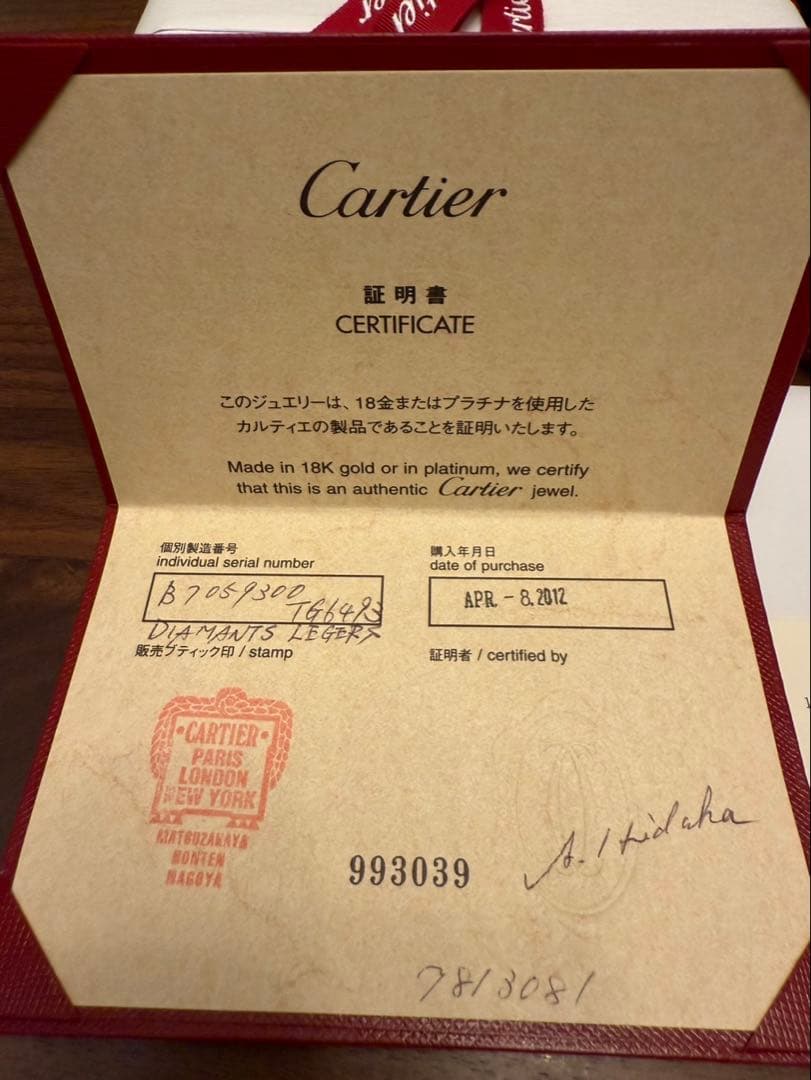 Cartier
Cartier
Cartier
証明書
CERTIFICATE
このジュエリーは、18金またはプラチナを使用した
カルティエの製品であることを証明いたします。
Made in 18K gold or in platinum, we certify
that this is an authentic Cartier jewel.
個別製造番号
individual serial number
B7059300
TG6493
DIAMANTS LEGERS
購入年月日
date of purchase
APR. -8.2012
販売ブティック印 / stamp
証明者 / certified by
·CARTIER·
PARIS
LONDON
NEW YORK
MATSUZAKAYA
HONTEN
NAGOYA
993039
A. Hidaka
7813081